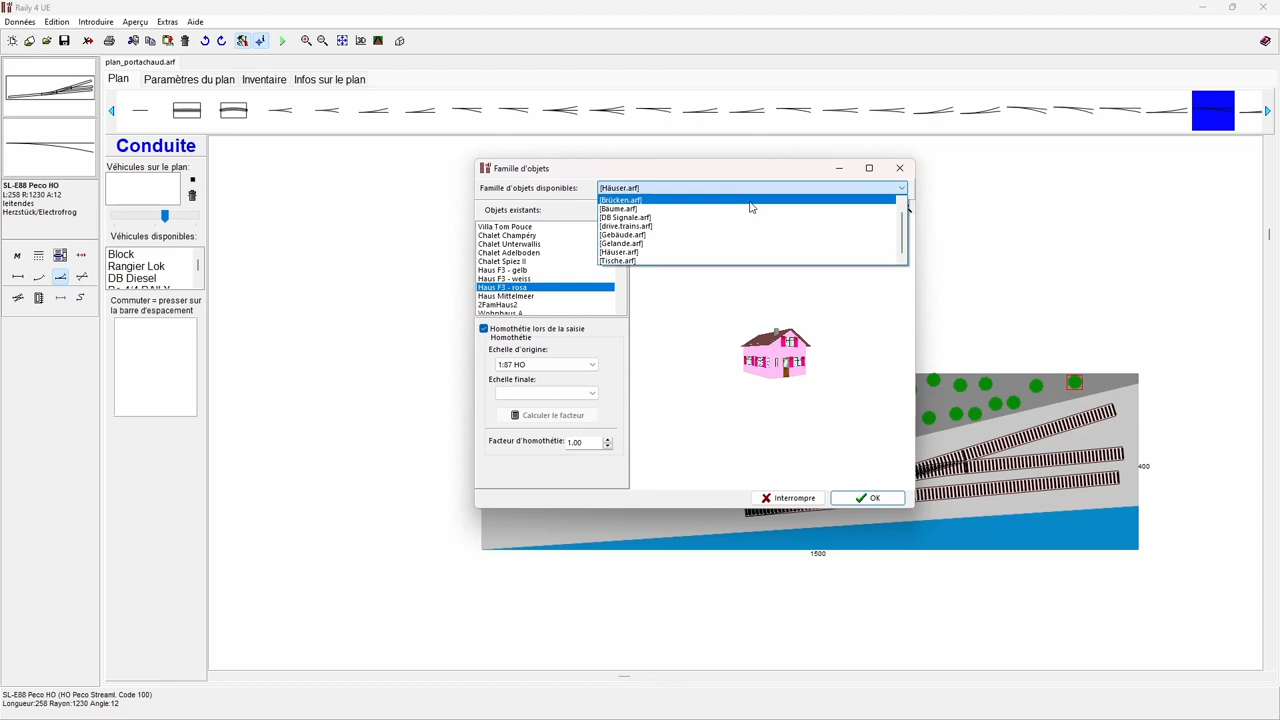 Raily 4 UE
Données Edition Introduire Aperçu Extras Aide
plan_portachaud.arf
Plan Paramètres du plan Inventaire Infos sur le plan
Conduite
Véhicules sur le plan:
Véhicules disponibles:
Block
Rangier Lok
DB Diesel
Commuter = presser sur
la barre d'espacement
SL-E88 Peco HO
L:258 R:1230 A:12
leitendes
Herzstück/Electrofrog
Famille d'objets
Famille d'objets disponibles: [Häuser.arf]
[Brücken.arf]
[Bäume.arf]
[DB Signale.arf]
[drive.trains.arf]
[Gebäude.arf]
[Gelande.arf]
[Häuser.arf]
[Tische.arf]
Objets existants:
Villa Tom Pouce
Chalet Champéry
Chalet Unterwallis
Chalet Adelboden
Chalet Spiez II
Haus F3 - gelb
Haus F3 - weiss
Haus F3 - rosa
Haus Mittelmeer
2FamHaus2
Wohnhaus A
Homothétie lors de la saisie
Homothétie
Echelle d'origine:
1:87 HO
Echelle finale:
Calculer le facteur
Facteur d'homothétie: 1.00
Interrompre OK
400
1500
SL-E88 Peco HO (HO Peco Streaml. Code 100)
Longueur:258 Rayon:1230 Angle:12